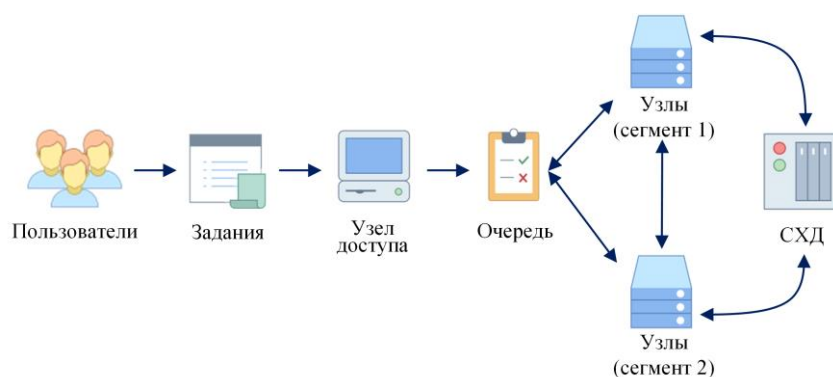 Узлы
(сегмент 1)
Пользователи
Задания
Узел
доступа
Очередь
СХД
Узлы
(сегмент 2)